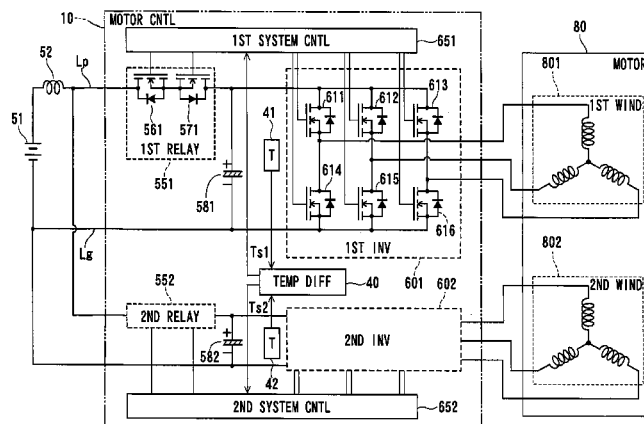 10
MOTOR CNTL
1ST SYSTEM CNTL
651
80
MOTOR
52
Lp
801
1ST WIND
611
612
613
51
561
571
41
1ST RELAY
551
T
581
614
615
616
Lg
Ts1
1ST INV
TEMP DIFF
40
601
602
802
2ND WIND
552
Ts2
2ND RELAY
582
T
42
2ND INV
2ND SYSTEM CNTL
652